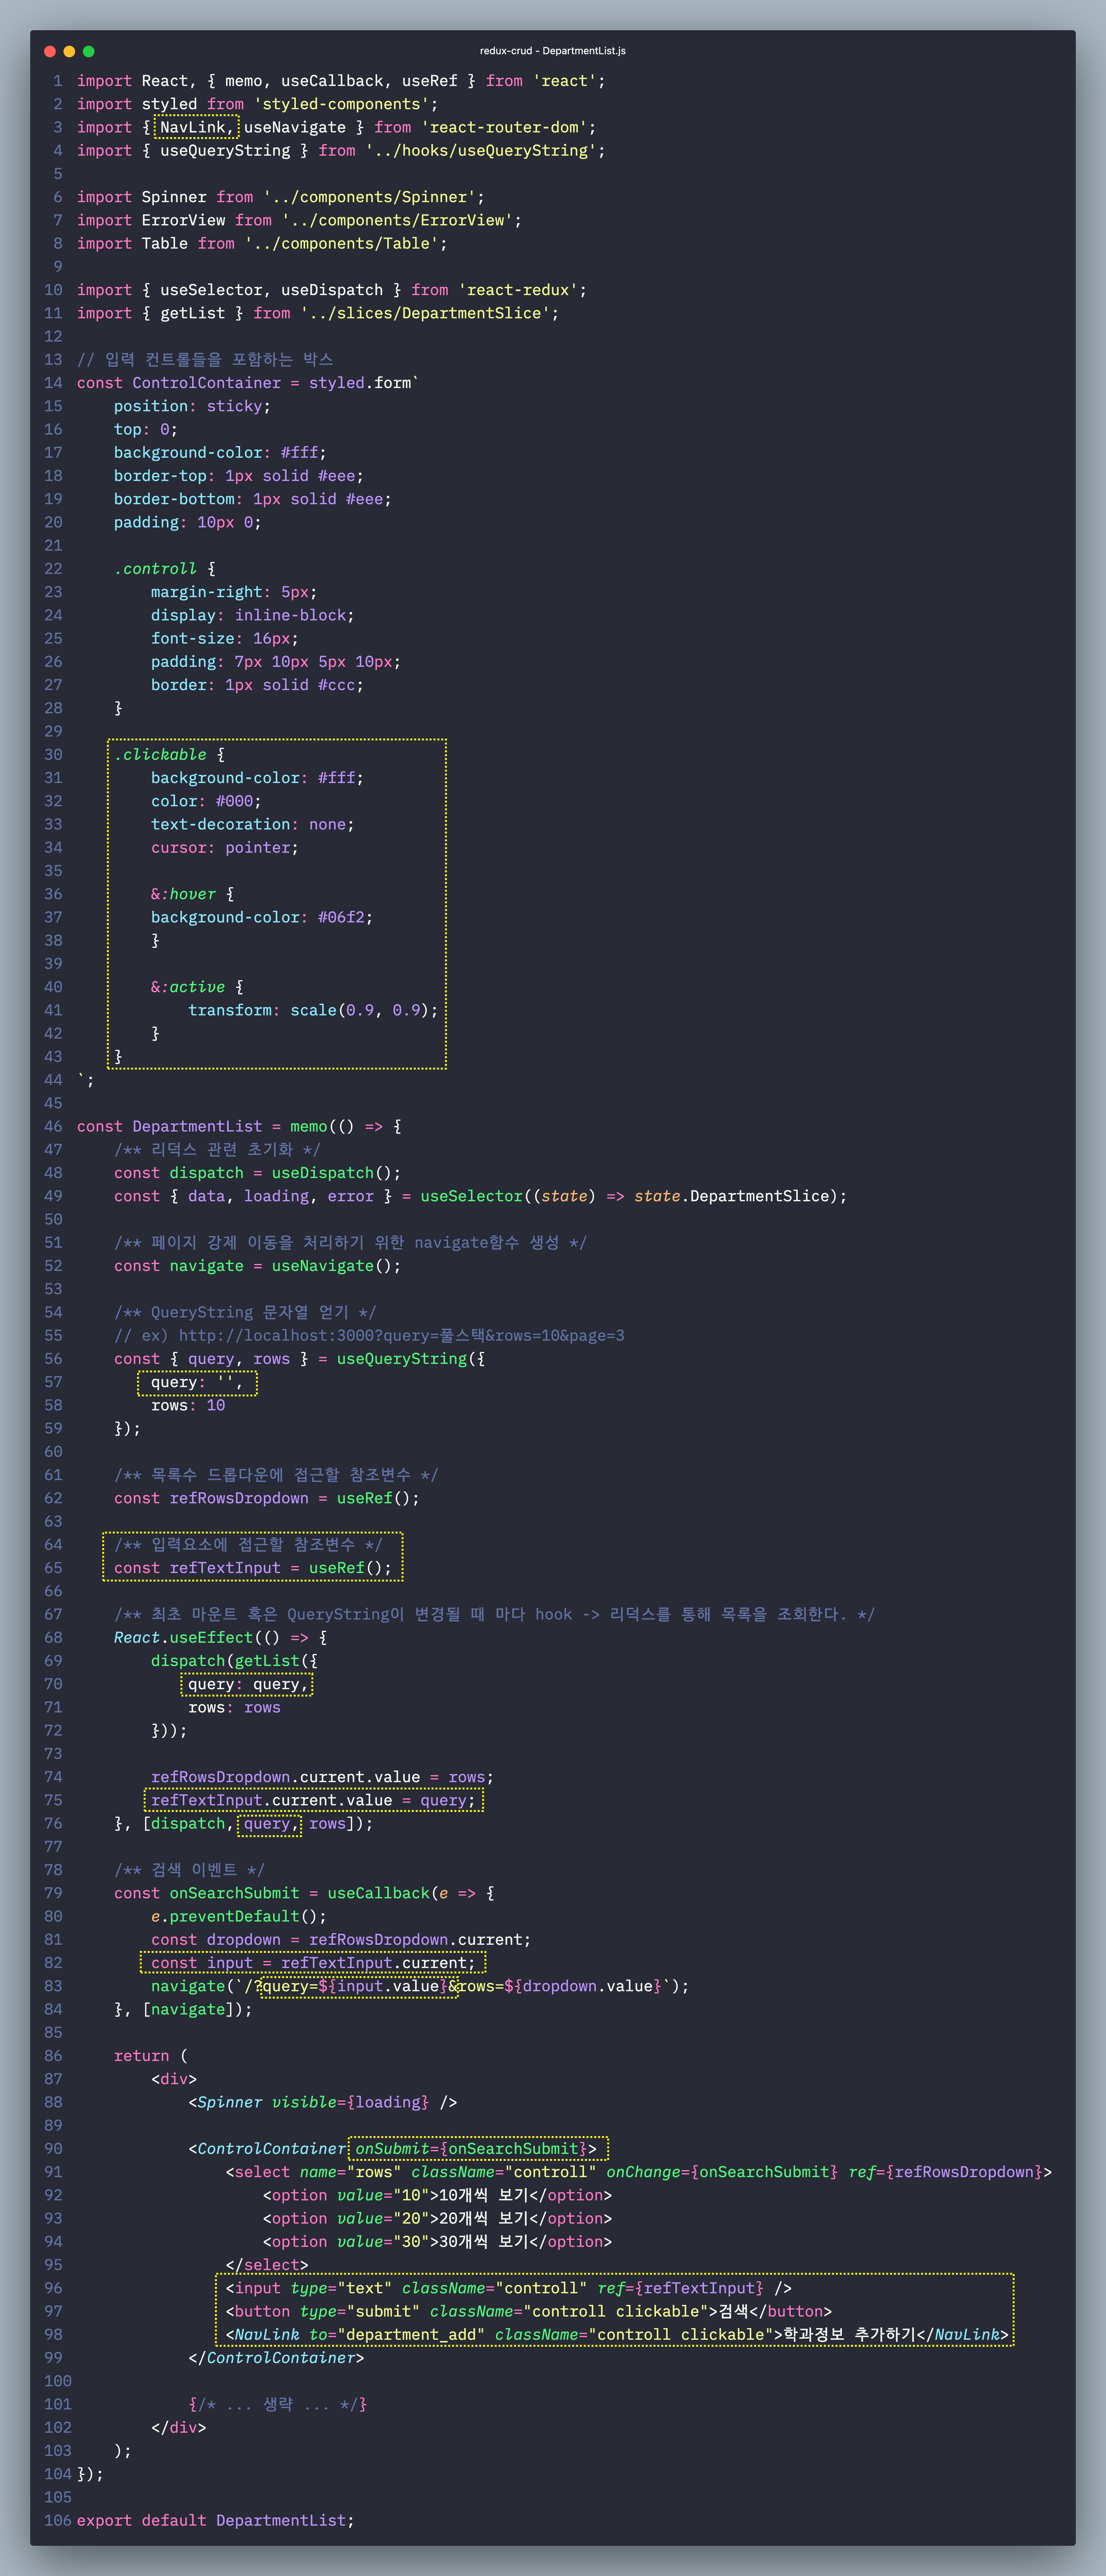 redux-crud - DepartmentList.js
1 import React, { memo, useCallback, useRef } from 'react';
2 import styled from 'styled-components';
3 import { NavLink, useNavigate } from 'react-router-dom';
4 import { useQueryString } from '../hooks/useQueryString';
5
6 import Spinner from '../components/Spinner';
7 import ErrorView from '../components/ErrorView';
8 import Table from '../components/Table';
9
10 import { useSelector, useDispatch } from 'react-redux';
11 import { getList } from '../slices/DepartmentSlice';
12
13 // 입력 컨트롤들을 포함하는 박스
14 const ControlContainer = styled.form`
15     position: sticky;
16     top: 0;
17     background-color: #fff;
18     border-top: 1px solid #eee;
19     border-bottom: 1px solid #eee;
20     padding: 10px 0;
21
22     .controll {
23         margin-right: 5px;
24         display: inline-block;
25         font-size: 16px;
26         padding: 7px 10px 5px 10px;
27         border: 1px solid #ccc;
28     }
29
30     .clickable {
31         background-color: #fff;
32         color: #000;
33         text-decoration: none;
34         cursor: pointer;
35
36         &:hover {
37         background-color: #06f2;
38         }
39
40         &:active {
41             transform: scale(0.9, 0.9);
42         }
43     }
44 `;
45
46 const DepartmentList = memo(() => {
47     /** 리덕스 관련 초기화 */
48     const dispatch = useDispatch();
49     const { data, loading, error } = useSelector((state) => state.DepartmentSlice);
50
51     /** 페이지 강제 이동을 처리하기 위한 navigate함수 생성 */
52     const navigate = useNavigate();
53
54     /** QueryString 문자열 얻기 */
55     // ex) http://localhost:3000?query=풀스택&rows=10&page=3
56     const { query, rows } = useQueryString({
57         query: '',
58         rows: 10
59     });
60
61     /** 목록수 드롭다운에 접근할 참조변수 */
62     const refRowsDropdown = useRef();
63
64     /** 입력요소에 접근할 참조변수 */
65     const refTextInput = useRef();
66
67     /** 최초 마운트 혹은 QueryString이 변경될 때 마다 hook -> 리덕스를 통해 목록을 조회한다. */
68     React.useEffect(() => {
69         dispatch(getList({
70             query: query,
71             rows: rows
72         }));
73
74         refRowsDropdown.current.value = rows;
75         refTextInput.current.value = query;
76     }, [dispatch, query, rows]);
77
78     /** 검색 이벤트 */
79     const onSearchSubmit = useCallback(e => {
80         e.preventDefault();
81         const dropdown = refRowsDropdown.current;
82         const input = refTextInput.current;
83         navigate(`/?query=${input.value}&rows=${dropdown.value}`);
84     }, [navigate]);
85
86     return (
87         <div>
88             <Spinner visible={loading} />
89
90             <ControlContainer onSubmit={onSearchSubmit}>
91                 <select name="rows" className="controll" onChange={onSearchSubmit} ref={refRowsDropdown}>
92                     <option value="10">10개씩 보기</option>
93                     <option value="20">20개씩 보기</option>
94                     <option value="30">30개씩 보기</option>
95                 </select>
96                 <input type="text" className="controll" ref={refTextInput} />
97                 <button type="submit" className="controll clickable">검색</button>
98                 <NavLink to="department_add" className="controll clickable">학과정보 추가하기</NavLink>
99             </ControlContainer>
100
101             {/* ... 생략 ... */}
102         </div>
103     );
104 });
105
106 export default DepartmentList;